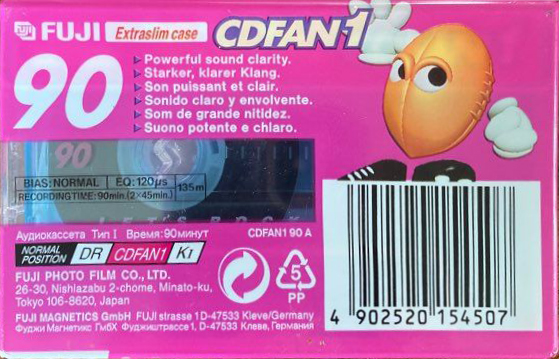 FUJI Extraslim case CDFAN1
90
Powerful sound clarity.
Starker, klarer Klang.
Son puissant et clair.
Sonido claro y envolvente.
Som de grande nitidez.
Suono potente e chiaro.
90
BIAS: NORMAL EQ: 120µs 135m
RECORDING TIME: 90min. (2×45min.)
LET'S ROCK
Аудиокассета Тип I Время: 90минут CDFAN1 90 A
NORMAL POSITION DR CDFAN1 K1
FUJI PHOTO FILM CO., LTD.
26-30, Nishiazabu 2-chome, Minato-ku,
Tokyo 106-8620, Japan
FUJI MAGNETICS GmbH FUJI strasse 1 D-47533 Kleve/Germany
Фуджи Магнетикс ГмбХ Фуджиштрассе 1, D-47533 Клеве, Германия
5
PP
4 902520 154507